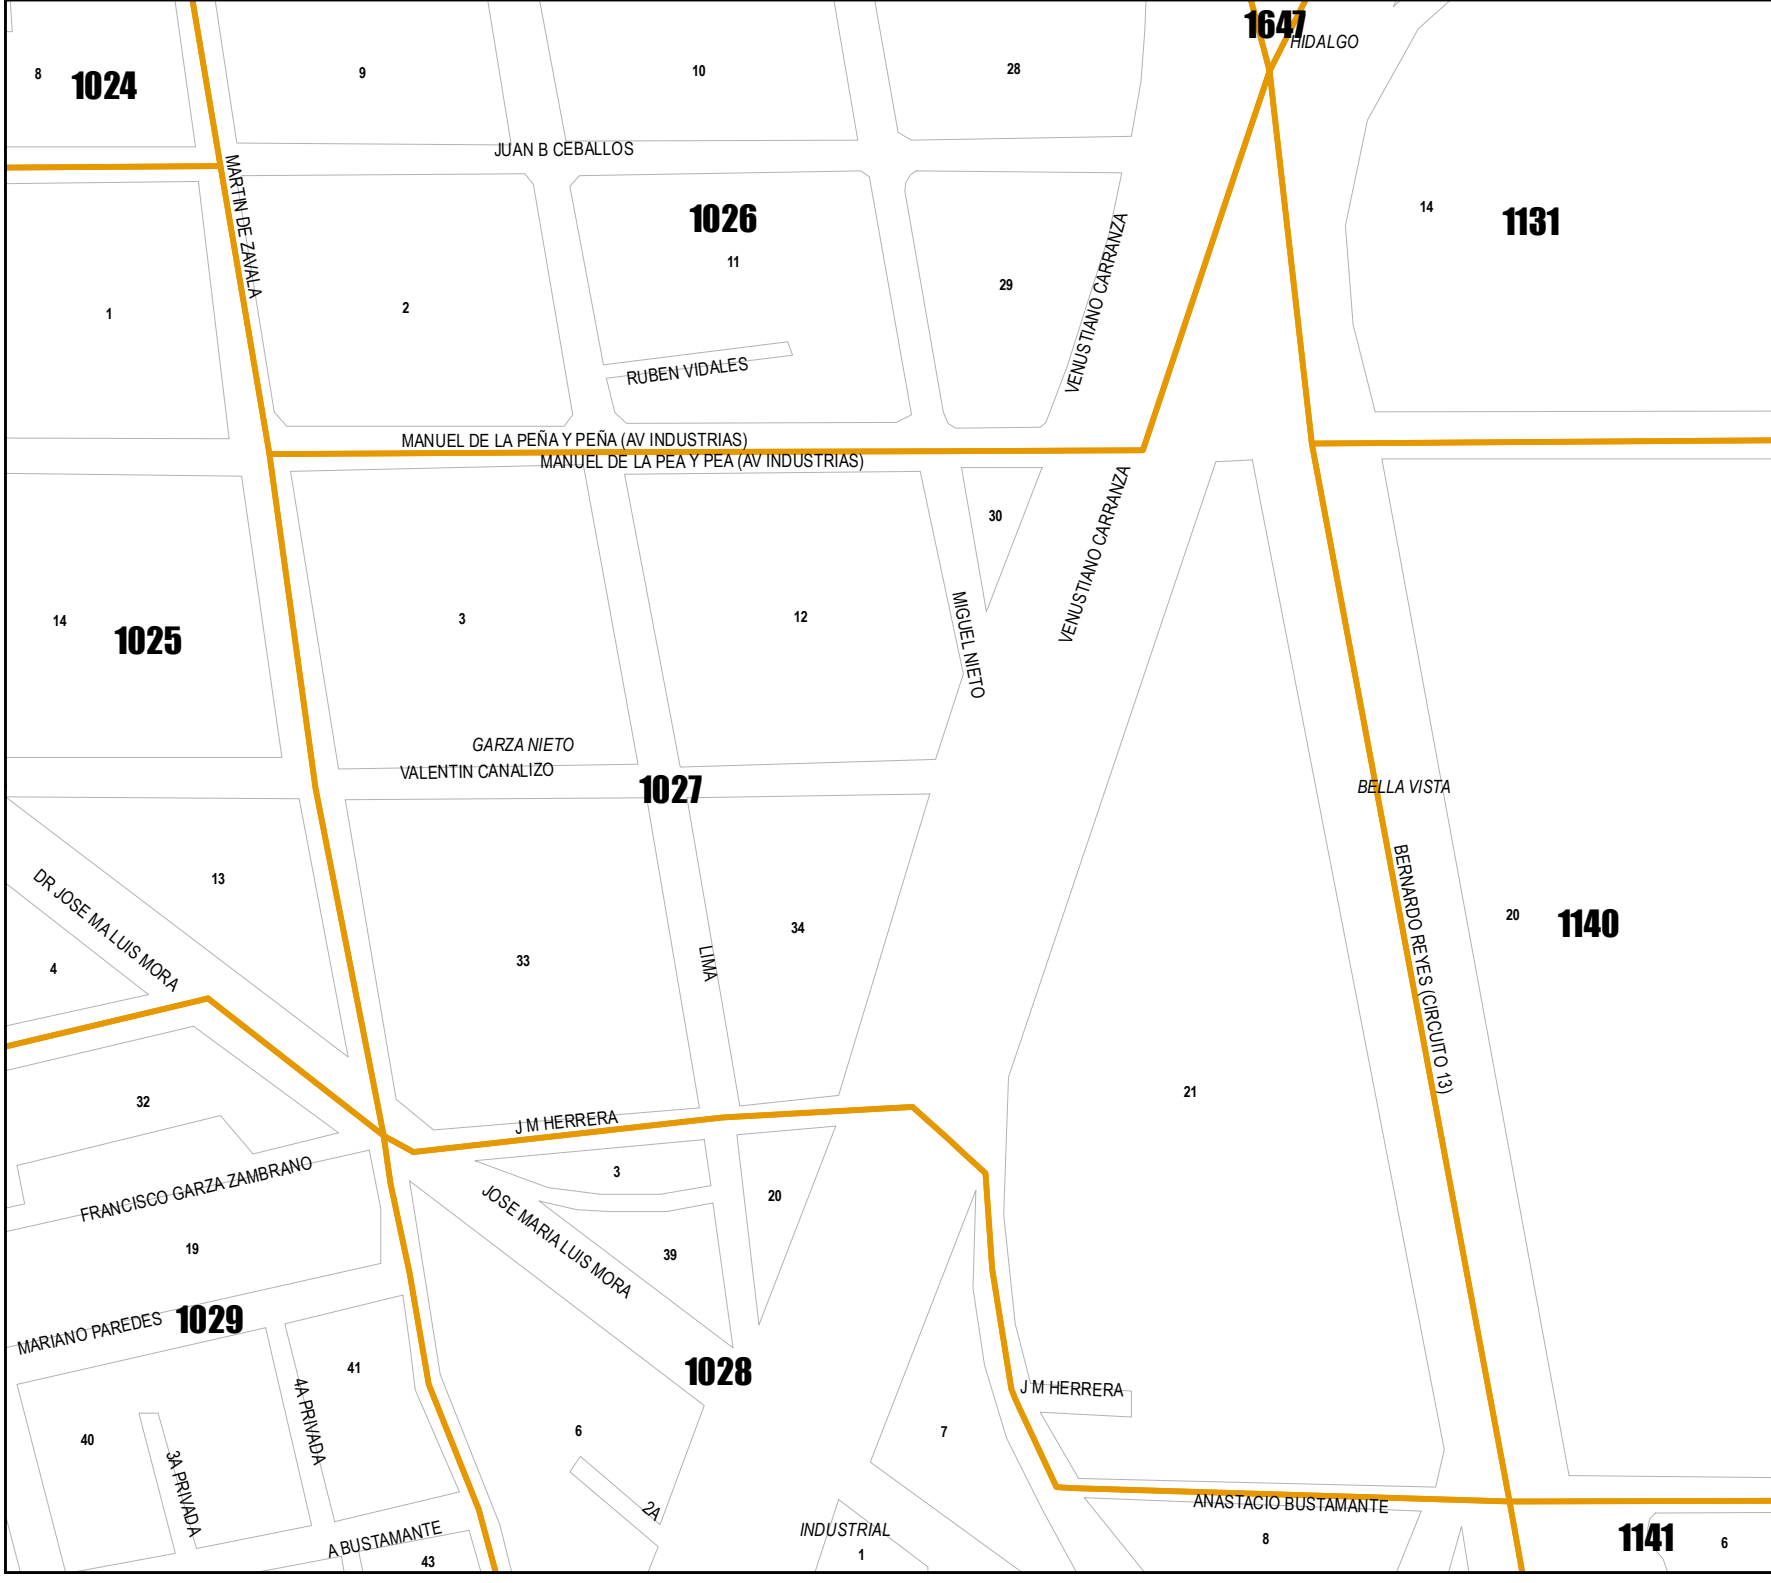 1647
HIDALGO
8
1024
9
10
28
JUAN B CEBALLOS
MARTIN DE ZAVALA
1026
11
14
1131
1
2
29
VENUSTIANO CARRANZA
RUBEN VIDALES
MANUEL DE LA PEÑA Y PEÑA (AV INDUSTRIAS)
MANUEL DE LA PEA Y PEA (AV INDUSTRIAS)
30
VENUSTIANO CARRANZA
14
1025
3
12
MIGUEL NIETO
GARZA NIETO
VALENTIN CANALIZO
1027
BELLA VISTA
13
DR JOSE MA LUIS MORA
4
33
LIMA
34
BERNARDO REYES (CIRCUITO 13)
20
1140
32
J M HERRERA
21
FRANCISCO GARZA ZAMBRANO
3
20
JOSE MARIA LUIS MORA
19
39
MARIANO PAREDES
1029
41
1028
J M HERRERA
4A PRIVADA
40
3A PRIVADA
6
7
2A
ANASTACIO BUSTAMANTE
A BUSTAMANTE
43
INDUSTRIAL
1
8
1141
6